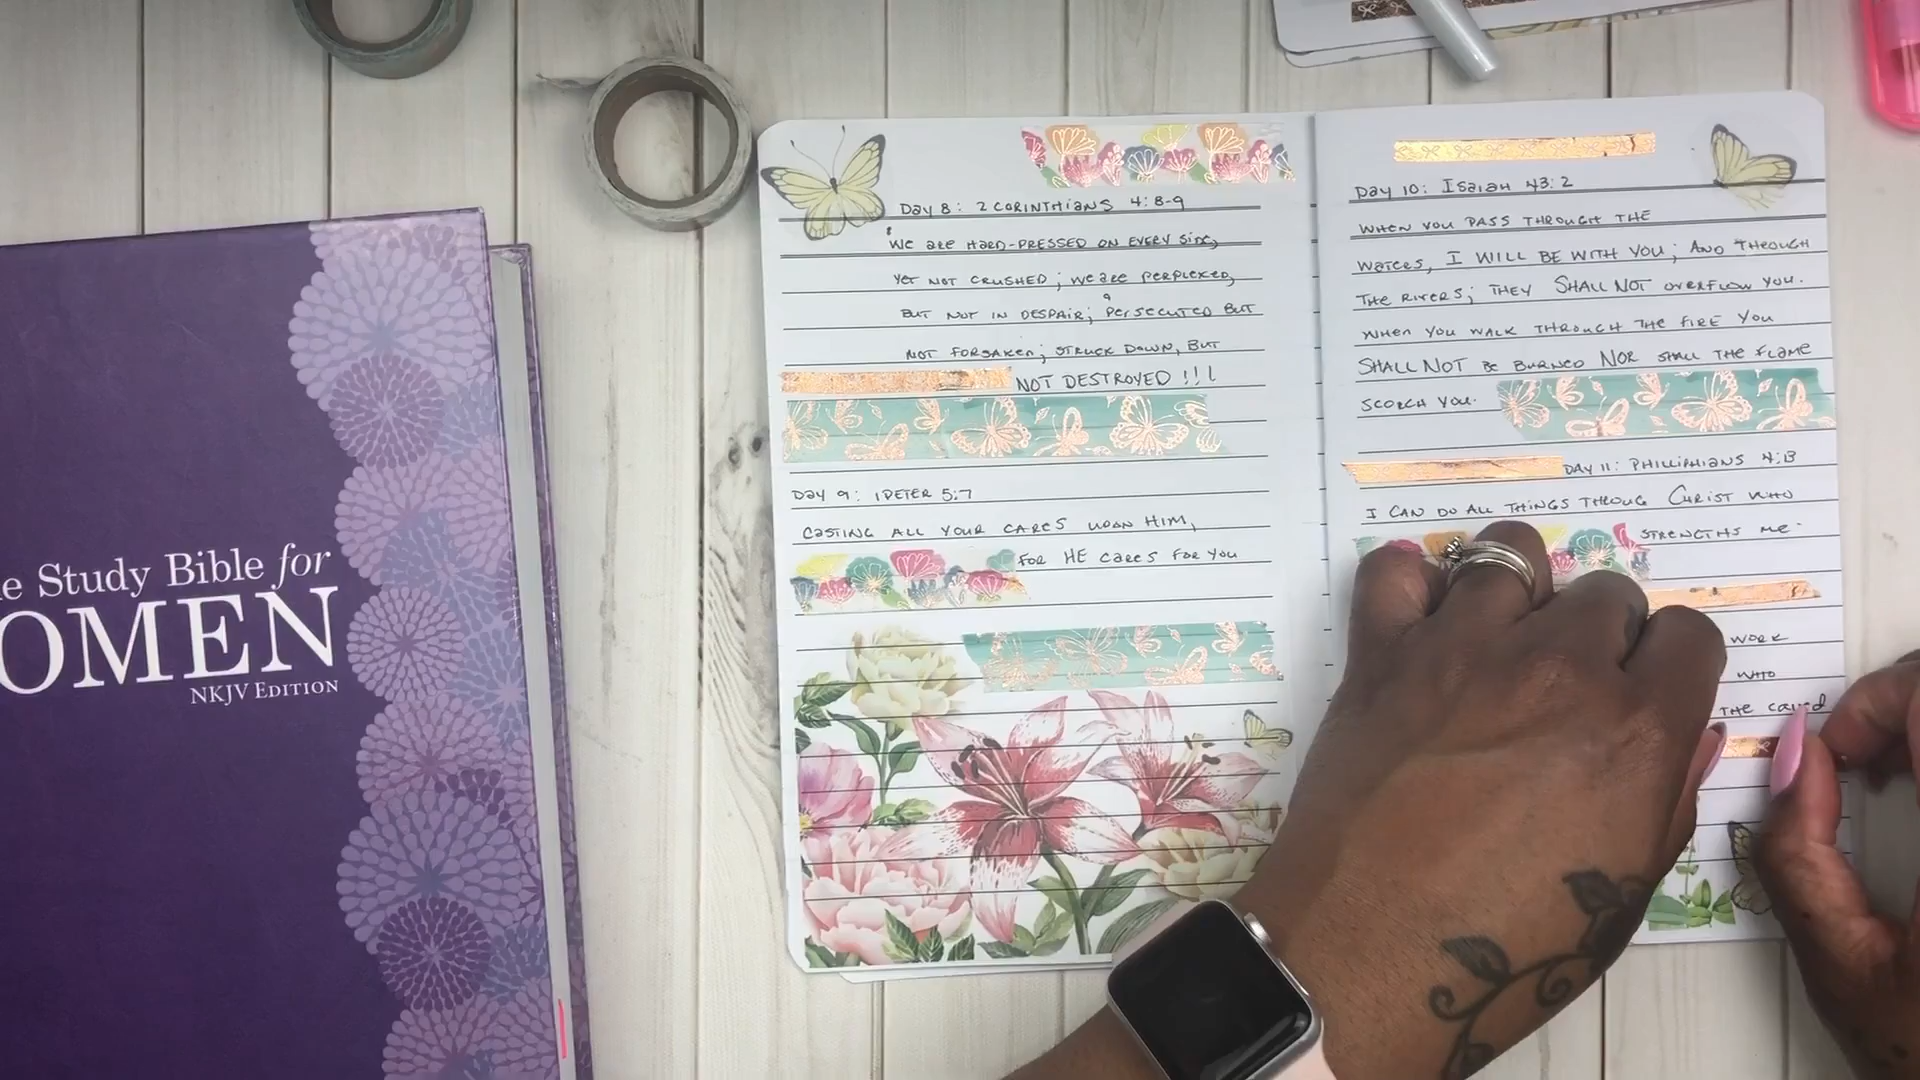 e Study Bible for
OMEN
NKJV EDITION
Day 8: 2 CORINTHIANS 4:8-9
We are HARD-PRESSED ON EVERY SIDE,
YET NOT CRUSHED; we are PERPLEXED,
BUT NOT IN DESPAIR; PERSECUTED BUT
NOT FORSAKEN; STRUCK DOWN, BUT
NOT DESTROYED !!!
Day 9: 1 PETER 5:7
CASTING ALL YOUR CARES UPON HIM,
FOR HE CARES FOR YOU
Day 10: ISAIAH 43:2
WHEN YOU PASS THROUGH THE
WATERS, I WILL BE WITH YOU; AND THROUGH
THE RIVERS; THEY SHALL NOT OVERFLOW YOU.
WHEN YOU WALK THROUGH THE FIRE YOU
SHALL NOT BE BURNED NOR SHALL THE FLAME
SCORCH YOU.
DAY 11: PHILLIPHIANS 4:13
I CAN DO ALL THINGS THROUG CHRIST WHO
STRENGTHS ME.
WORK
WHO
THE CALLED